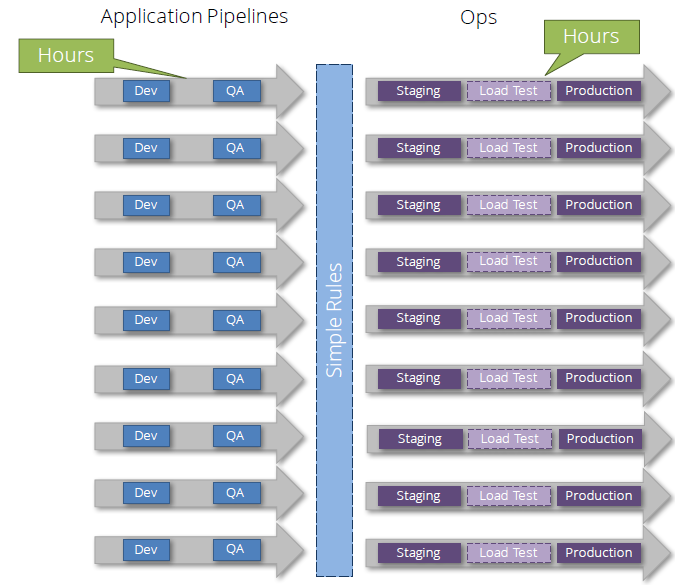 Application Pipelines
Ops
Hours
Hours
Dev QA Staging Load Test Production
Dev QA Staging Load Test Production
Dev QA Staging Load Test Production
Dev QA Staging Load Test Production
Dev QA Staging Load Test Production
Dev QA Staging Load Test Production
Dev QA Staging Load Test Production
Dev QA Staging Load Test Production
Dev QA Staging Load Test Production
Simple Rules